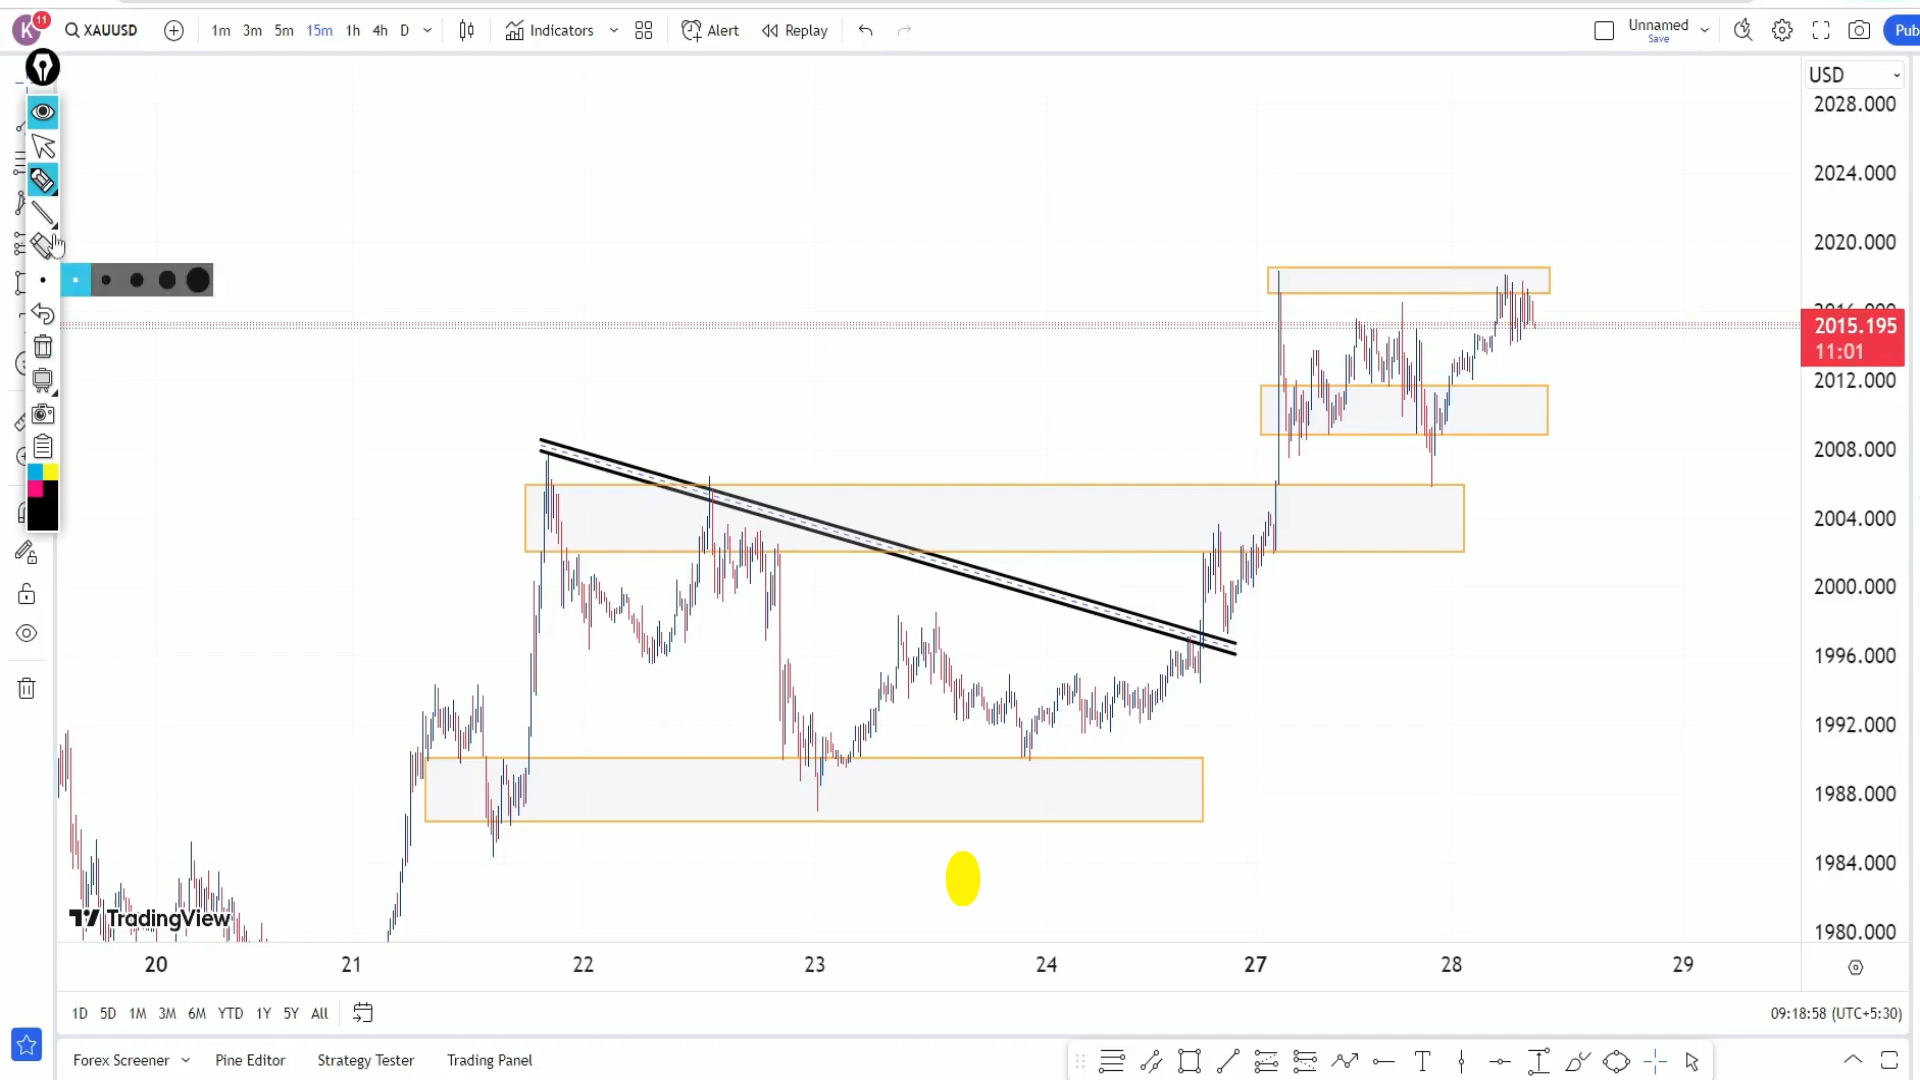 K
11
XAUUSD
1m 3m 5m 15m 1h 4h D
Indicators
Alert
Replay
Unnamed
Save
Pub
USD
2028.000
2024.000
2020.000
2015.195
11:01
2012.000
2008.000
2004.000
2000.000
1996.000
1992.000
1988.000
1984.000
1980.000
TradingView
20 21 22 23 24 27 28 29
1D 5D 1M 3M 6M YTD 1Y 5Y All
09:18:58 (UTC+5:30)
Forex Screener Pine Editor Strategy Tester Trading Panel